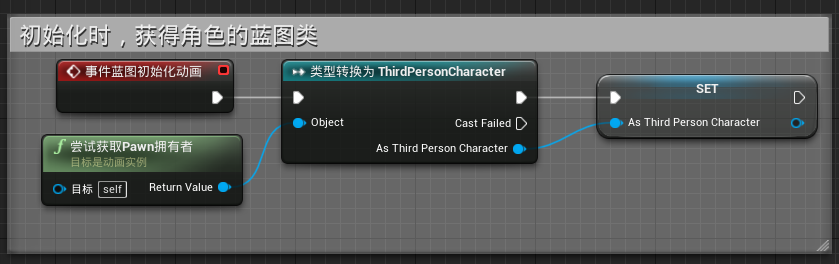 初始化时，获得角色的蓝图类
事件蓝图初始化动画
类型转换为 ThirdPersonCharacter
SET
Object
Cast Failed
As Third Person Character
As Third Person Character
f 尝试获取Pawn拥有者
目标是动画实例
目标 self
Return Value